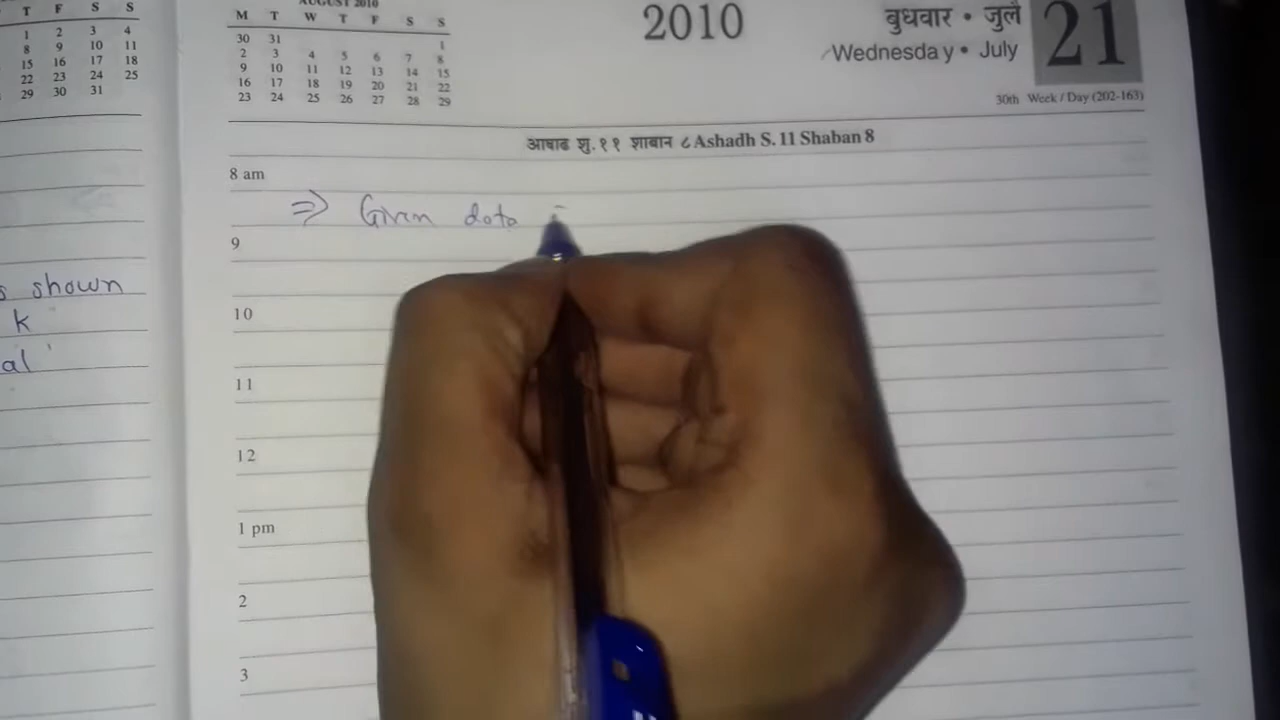 T F S S
1 2 3 4
8 9 10 11
15 16 17 18
22 23 24 25
29 30 31
s shown
k
al
AUGUST 2010
M T W T F S S
30 31 1
2 3 4 5 6 7 8
9 10 11 12 13 14 15
16 17 18 19 20 21 22
23 24 25 26 27 28 29
2010
बुधवार • जुलै
Wednesday • July
21
30th Week / Day (202-163)
आषाढ शु. ११ शाबान ८ Ashadh S. 11 Shaban 8
8 am
⇒ Given data
9
10
11
12
1 pm
2
3